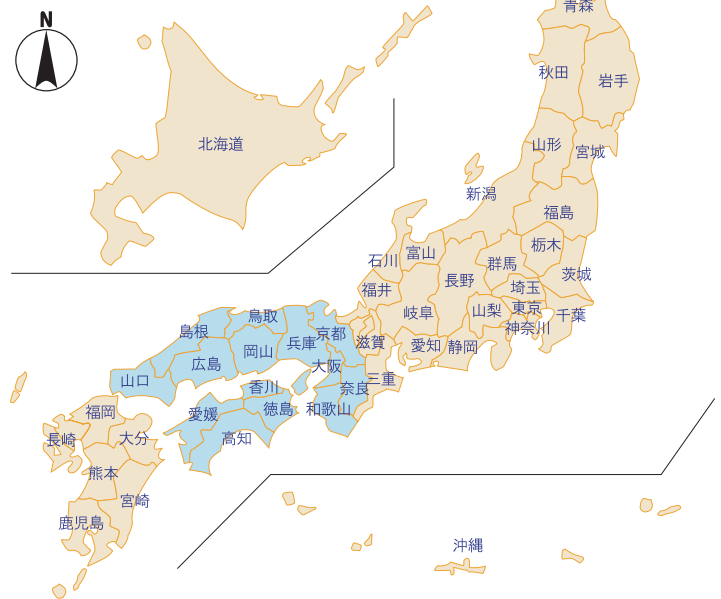 N
青森
秋田
岩手
北海道
山形
宮城
新潟
福島
栃木
石川
富山
群馬
茨城
長野
福井
埼玉
岐阜
山梨
東京
千葉
神奈川
鳥取
島根
京都
兵庫
滋賀
愛知
静岡
岡山
広島
大阪
山口
三重
香川
奈良
福岡
愛媛
徳島
和歌山
長崎
大分
高知
熊本
宮崎
鹿児島
沖縄